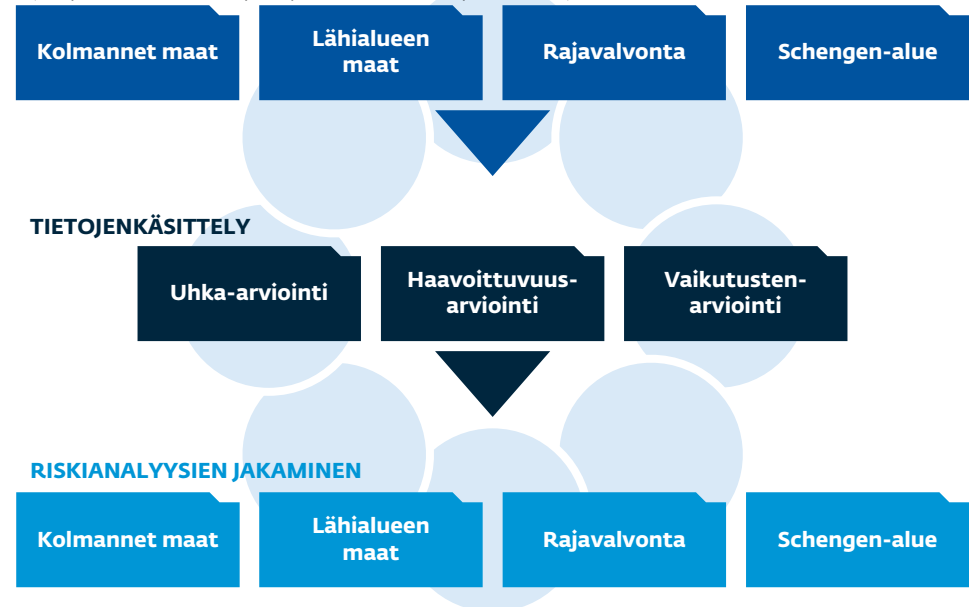 Kolmannet maat
Lähialueen
maat
Rajavalvonta
Schengen-alue
TIETOJENKÄSITTELY
Uhka-arviointi
Haavoittuvuus-
arviointi
Vaikutusten-
arviointi
RISKIANALYYSIEN JAKAMINEN
Kolmannet maat
Lähialueen
maat
Rajavalvonta
Schengen-alue